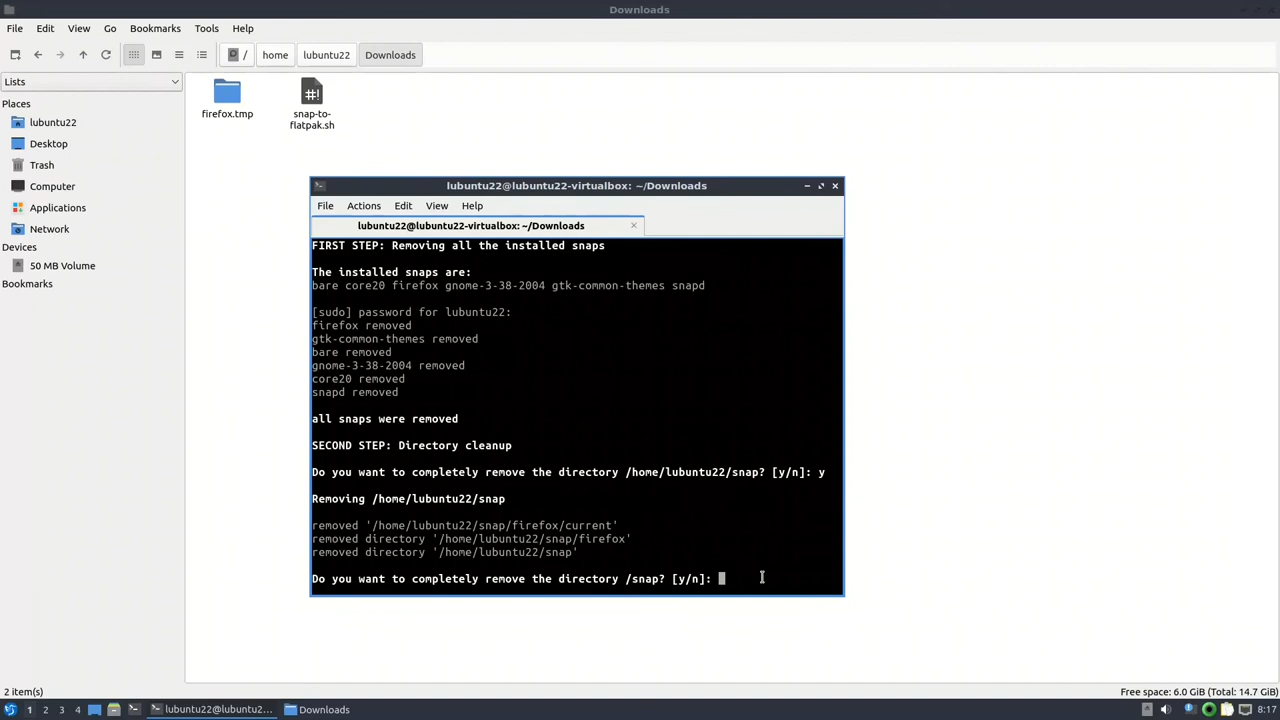 Downloads
File Edit View Go Bookmarks Tools Help
/ home lubuntu22 Downloads
Lists
Places
lubuntu22
Desktop
Trash
Computer
Applications
Network
Devices
50 MB Volume
Bookmarks
firefox.tmp
snap-to-
flatpak.sh
lubuntu22@lubuntu22-virtualbox: ~/Downloads
File Actions Edit View Help
lubuntu22@lubuntu22-virtualbox: ~/Downloads
FIRST STEP: Removing all the installed snaps
The installed snaps are:
bare core20 firefox gnome-3-38-2004 gtk-common-themes snapd
[sudo] password for lubuntu22:
firefox removed
gtk-common-themes removed
bare removed
gnome-3-38-2004 removed
core20 removed
snapd removed
all snaps were removed
SECOND STEP: Directory cleanup
Do you want to completely remove the directory /home/lubuntu22/snap? [y/n]: y
Removing /home/lubuntu22/snap
removed '/home/lubuntu22/snap/firefox/current'
removed directory '/home/lubuntu22/snap/firefox'
removed directory '/home/lubuntu22/snap'
Do you want to completely remove the directory /snap? [y/n]:
2 item(s)
Free space: 6.0 GiB (Total: 14.7 GiB)
1 2 3 4 lubuntu22@lubuntu2... Downloads 8:17